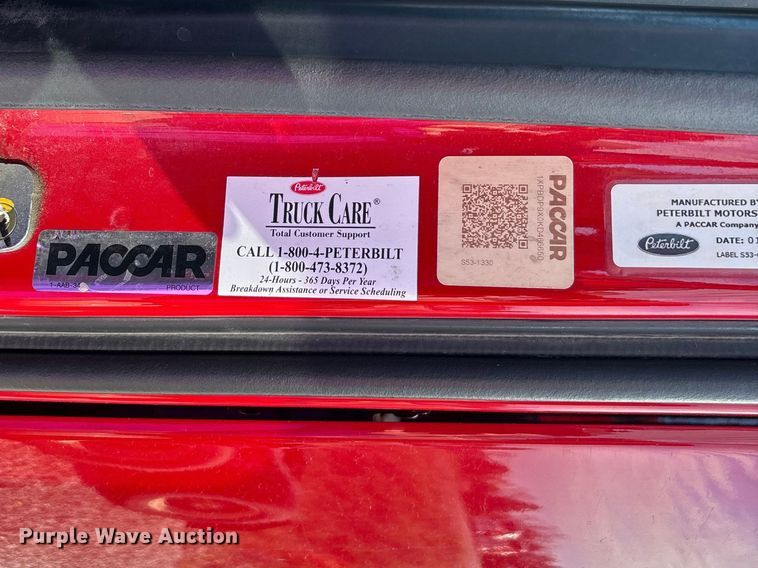 PACCAR
1-AAB-34
PRODUCT
Peterbilt
TRUCK CARE®
Total Customer Support
CALL 1-800-4-PETERBILT
(1-800-473-8372)
24-Hours - 365 Days Per Year
Breakdown Assistance or Service Scheduling
PACCAR
S53-1330
MANUFACTURED BY
PETERBILT MOTORS
A PACCAR Company
Peterbilt
DATE: 01
LABEL S53-
Purple Wave Auction